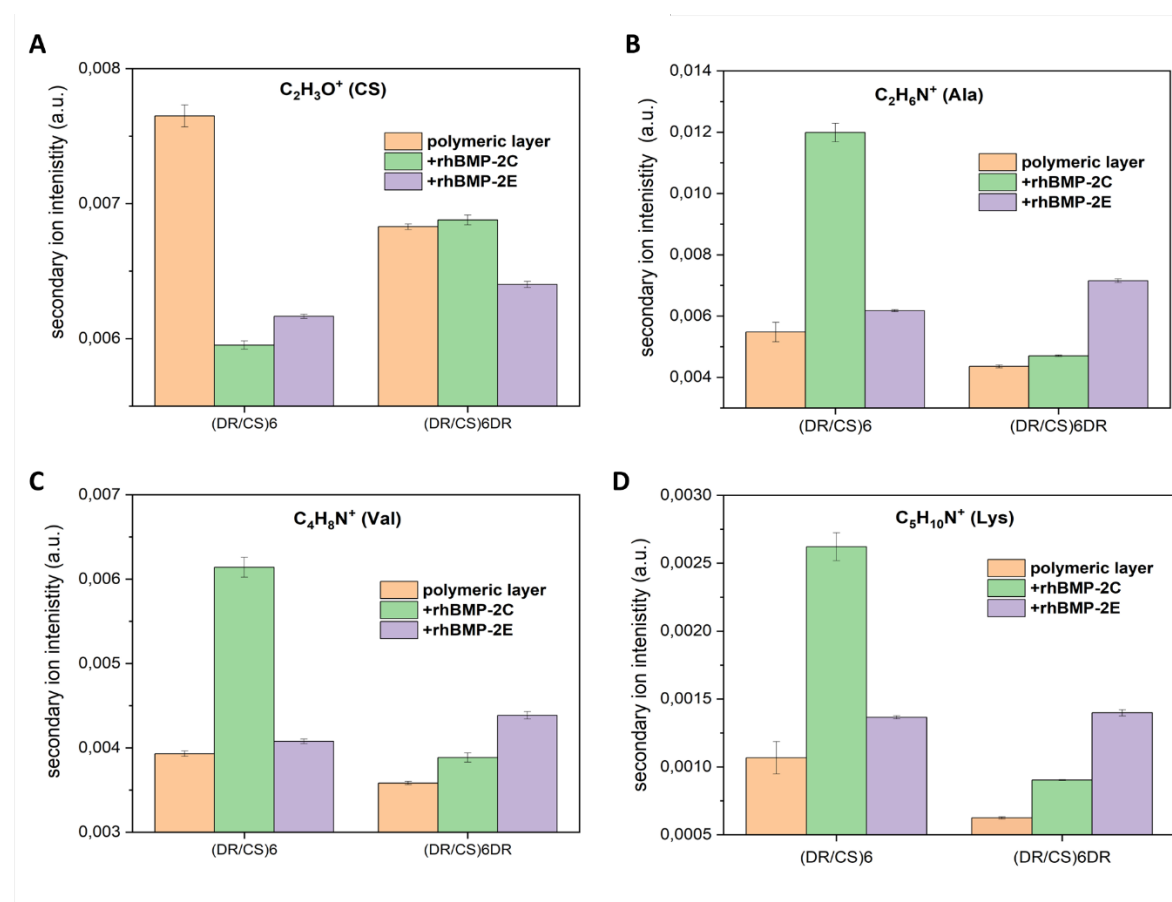 A
C₂H₃O⁺ (CS)
secondary ion intenistity (a.u.)
0,008
0,007
0,006
polymeric layer
+rhBMP-2C
+rhBMP-2E
(DR/CS)6
(DR/CS)6DR
B
C₂H₆N⁺ (Ala)
secondary ion intenistity (a.u.)
0,014
0,012
0,010
0,008
0,006
0,004
polymeric layer
+rhBMP-2C
+rhBMP-2E
(DR/CS)6
(DR/CS)6DR
C
C₄H₈N⁺ (Val)
secondary ion intenistity (a.u.)
0,007
0,006
0,005
0,004
0,003
polymeric layer
+rhBMP-2C
+rhBMP-2E
(DR/CS)6
(DR/CS)6DR
D
C₅H₁₀N⁺ (Lys)
secondary ion intenistity (a.u.)
0,0030
0,0025
0,0020
0,0015
0,0010
0,0005
polymeric layer
+rhBMP-2C
+rhBMP-2E
(DR/CS)6
(DR/CS)6DR